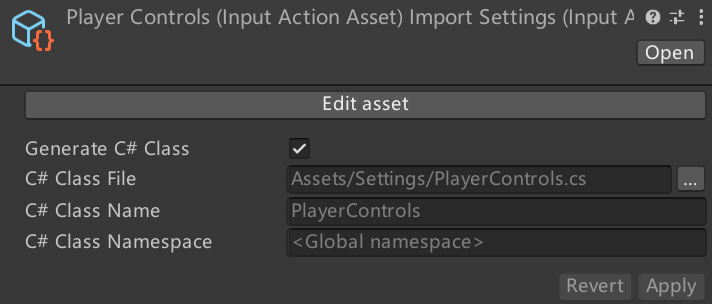 Player Controls (Input Action Asset) Import Settings (Input A
Open
Edit asset
Generate C# Class
C# Class File Assets/Settings/PlayerControls.cs ...
C# Class Name PlayerControls
C# Class Namespace <Global namespace>
Revert Apply